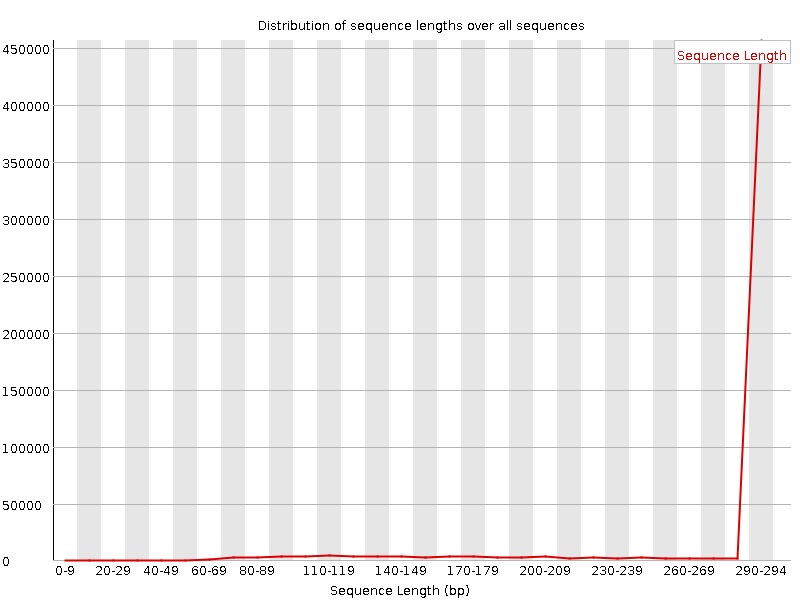 Distribution of sequence lengths over all sequences
450000
Sequence Length
400000
350000
300000
250000
200000
150000
100000
50000
0
0-9 20-29 40-49 60-69 80-89 110-119 140-149 170-179 200-209 230-239 260-269 290-294
Sequence Length (bp)